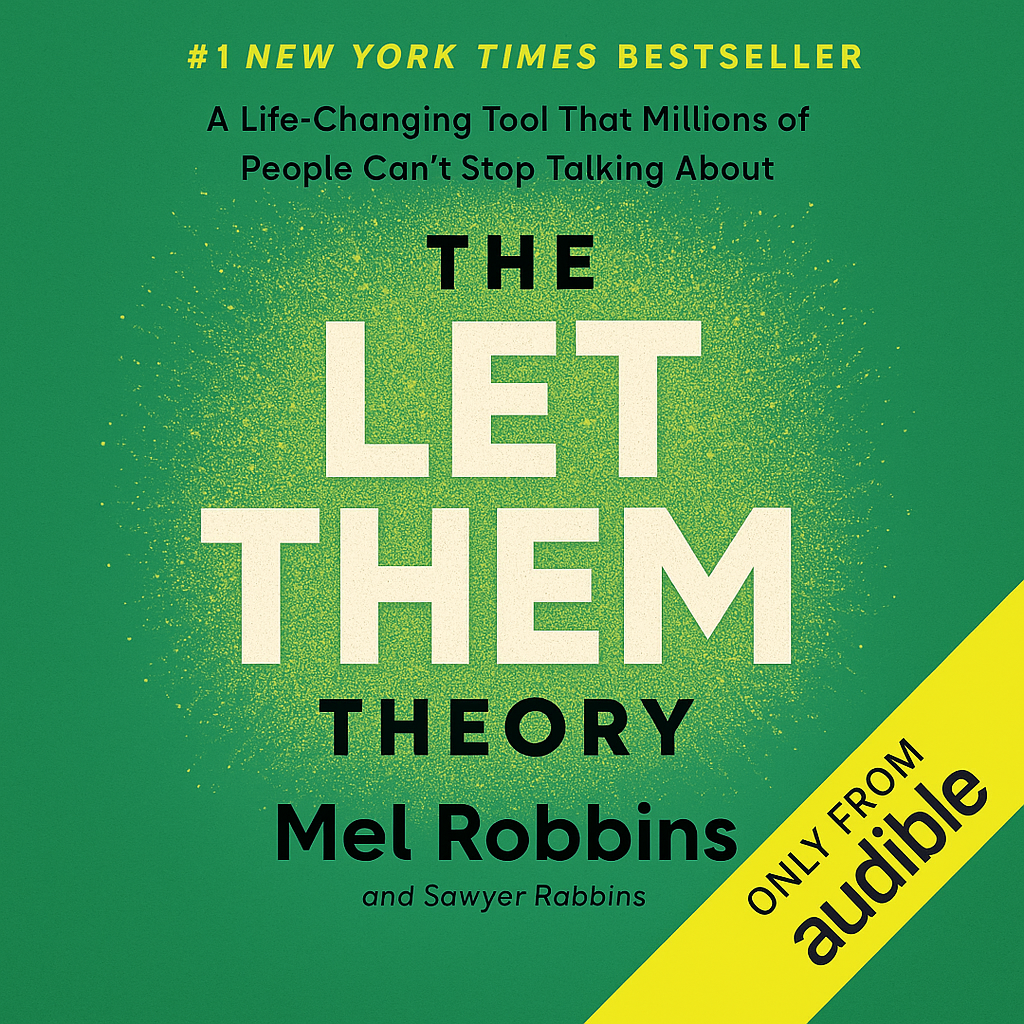 #1 NEW YORK TIMES BESTSELLER
A Life-Changing Tool That Millions of
People Can't Stop Talking About
THE
LET
THEM
THEORY
Mel Robbins
and Sawyer Rabbins
ONLY FROM
audible